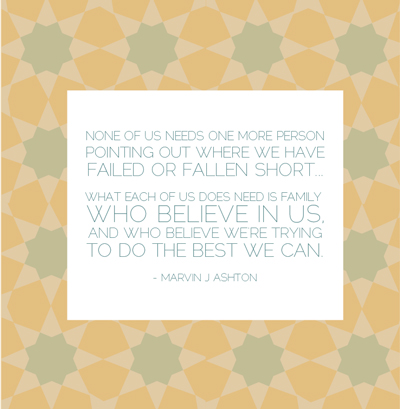 NONE OF US NEEDS ONE MORE PERSON
POINTING OUT WHERE WE HAVE
FAILED OR FALLEN SHORT...
WHAT EACH OF US DOES NEED IS FAMILY
WHO BELIEVE IN US,
AND WHO BELIEVE WE'RE TRYING
TO DO THE BEST WE CAN.
- MARVIN J ASHTON